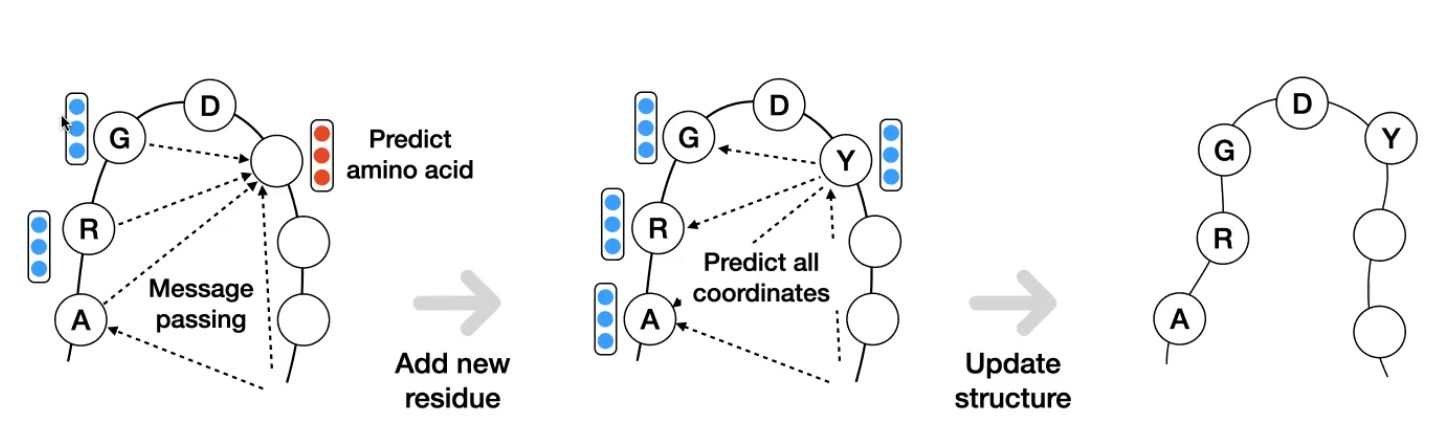 D
G
Predict
amino acid
R
Message
passing
A
Add new
residue
D
G
Y
R
Predict all
coordinates
A
Update
structure
D
Y
G
R
A